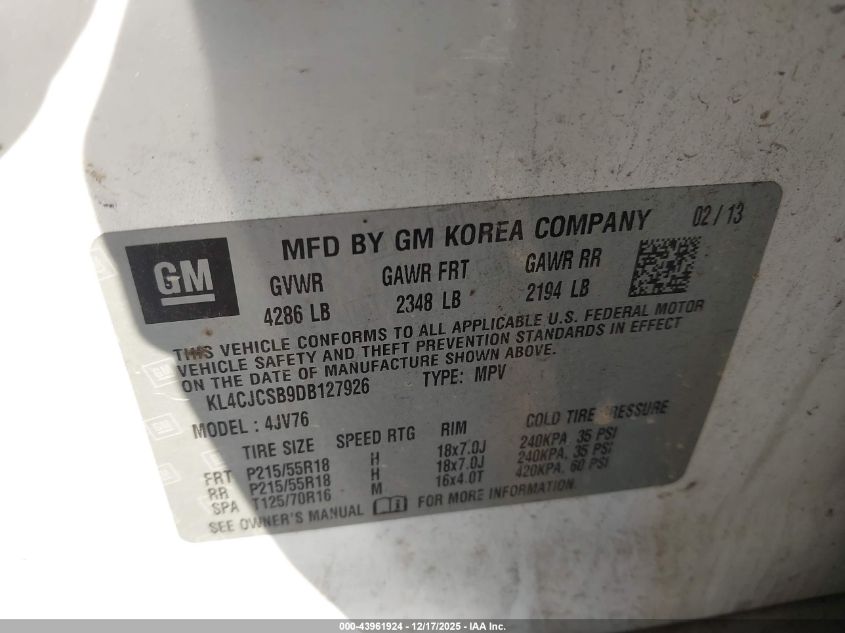 GM
MFD BY GM KOREA COMPANY 02/13
GVWR GAWR FRT GAWR RR
4286 LB 2348 LB 2194 LB
THIS VEHICLE CONFORMS TO ALL APPLICABLE U.S. FEDERAL MOTOR
VEHICLE SAFETY AND THEFT PREVENTION STANDARDS IN EFFECT
ON THE DATE OF MANUFACTURE SHOWN ABOVE.
KL4CJCSB9DB127926 TYPE: MPV
MODEL: 4JV76
TIRE SIZE SPEED RTG RIM COLD TIRE PRESSURE
FRT P215/55R18 H 18x7.0J 240KPA, 35 PSI
RR P215/55R18 H 18x7.0J 240KPA, 35 PSI
SPA T125/70R16 M 16x4.0T 420KPA, 60 PSI
SEE OWNER'S MANUAL FOR MORE INFORMATION.
000-43961924 - 12/17/2025 - IAA Inc.